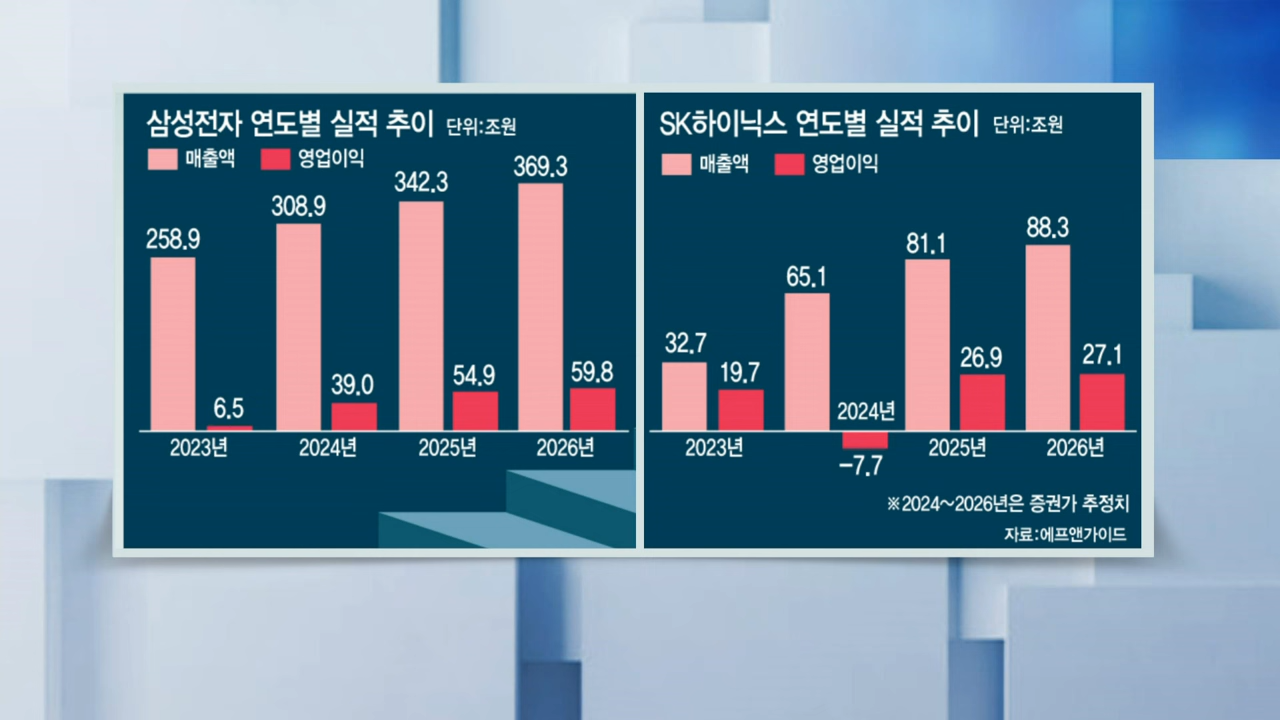 삼성전자 연도별 실적 추이 단위:조원
매출액 영업이익
258.9
6.5
308.9
39.0
342.3
54.9
369.3
59.8
2023년 2024년 2025년 2026년
SK하이닉스 연도별 실적 추이 단위:조원
매출액 영업이익
32.7
19.7
65.1
2024년
-7.7
81.1
26.9
88.3
27.1
2023년 2025년 2026년
※2024~2026년은 증권가 추정치
자료:에프앤가이드